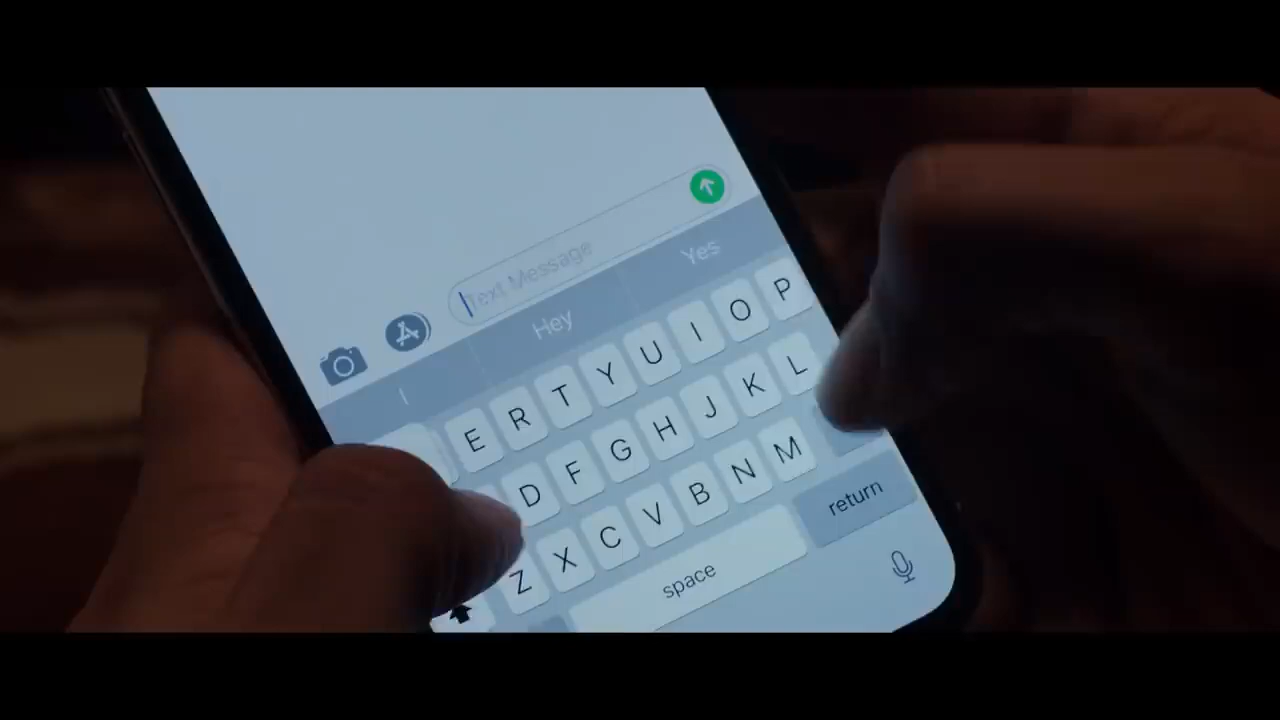 Text Message
I Hey Yes
E R T Y U I O P
D F G H J K L
Z X C V B N M
space return